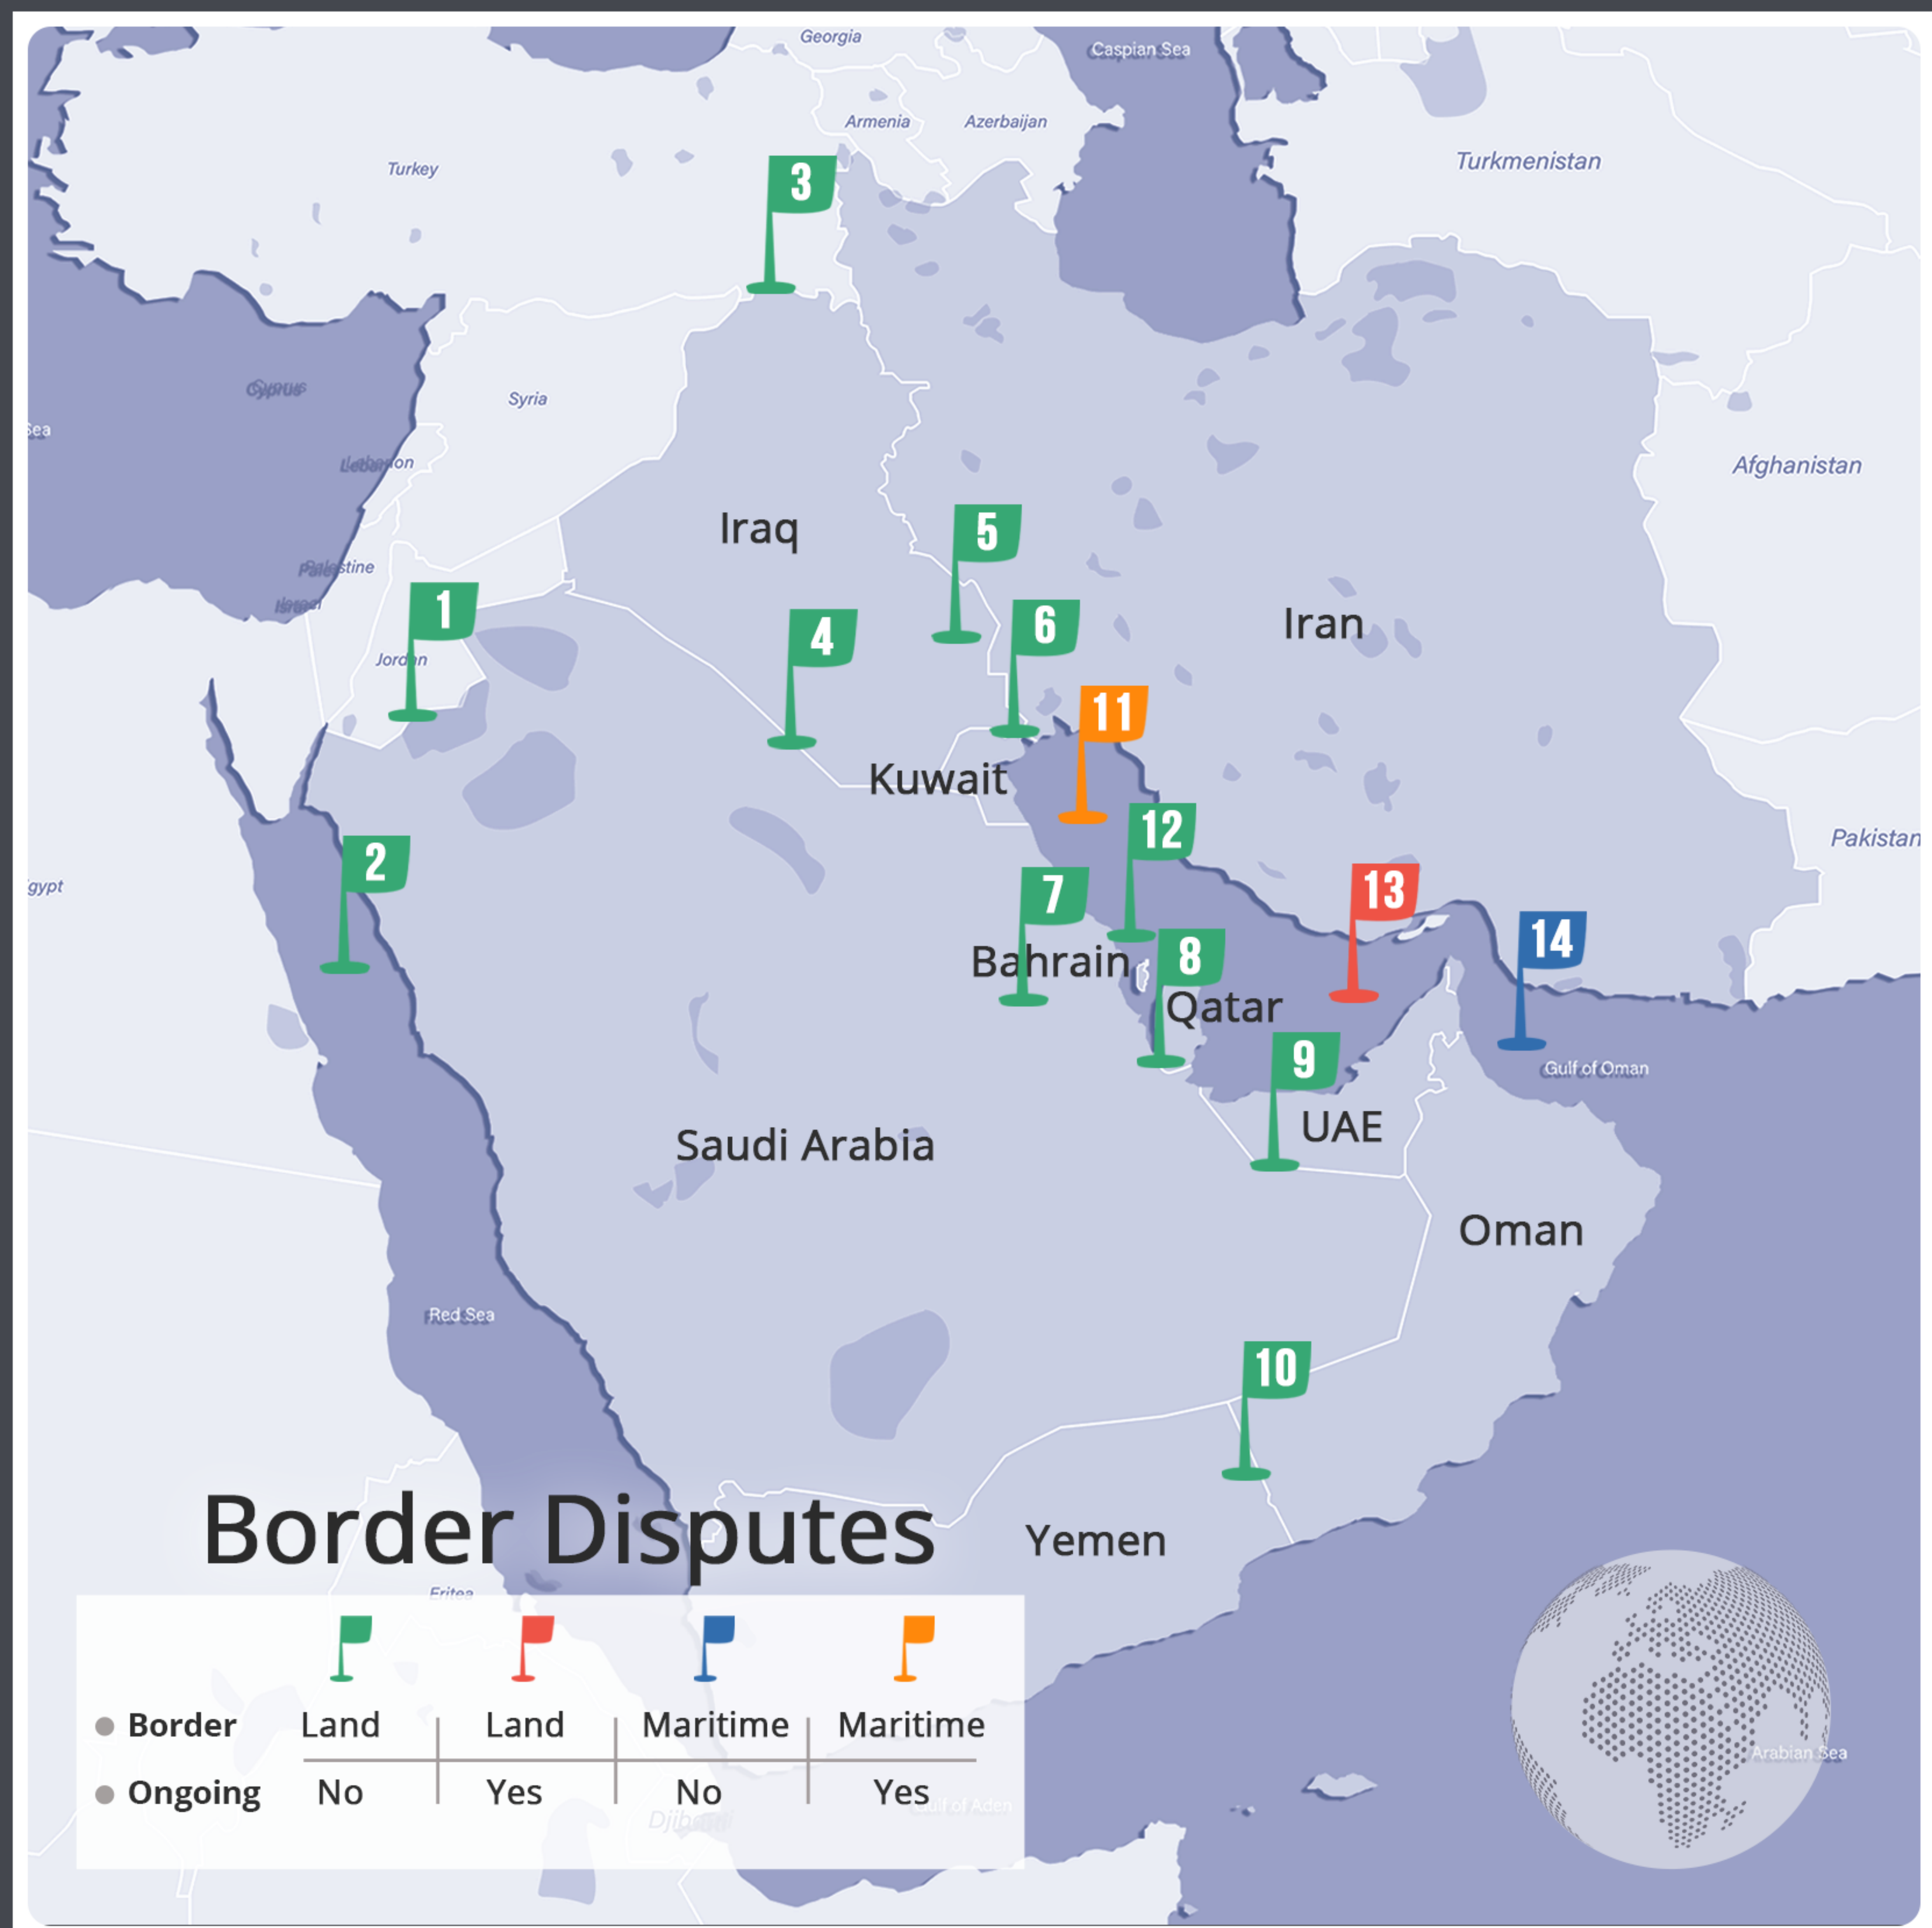 Georgia
Caspian Sea
Armenia
Azerbaijan
Turkey
Turkmenistan
3
Cyprus
Syria
Sea
Lebanon
Afghanistan
Iraq
5
Palestine
Israel
1
4
6
Iran
Jordan
11
Kuwait
12
Pakistan
2
gypt
7
13
14
Bahrain
8
Qatar
9
Gulf of Oman
UAE
Saudi Arabia
Oman
Red Sea
10
Border Disputes
Yemen
Eritea
Border Land Land Maritime Maritime
Ongoing No Yes No Yes
Arabian Sea
Gulf of Aden
Djibouti